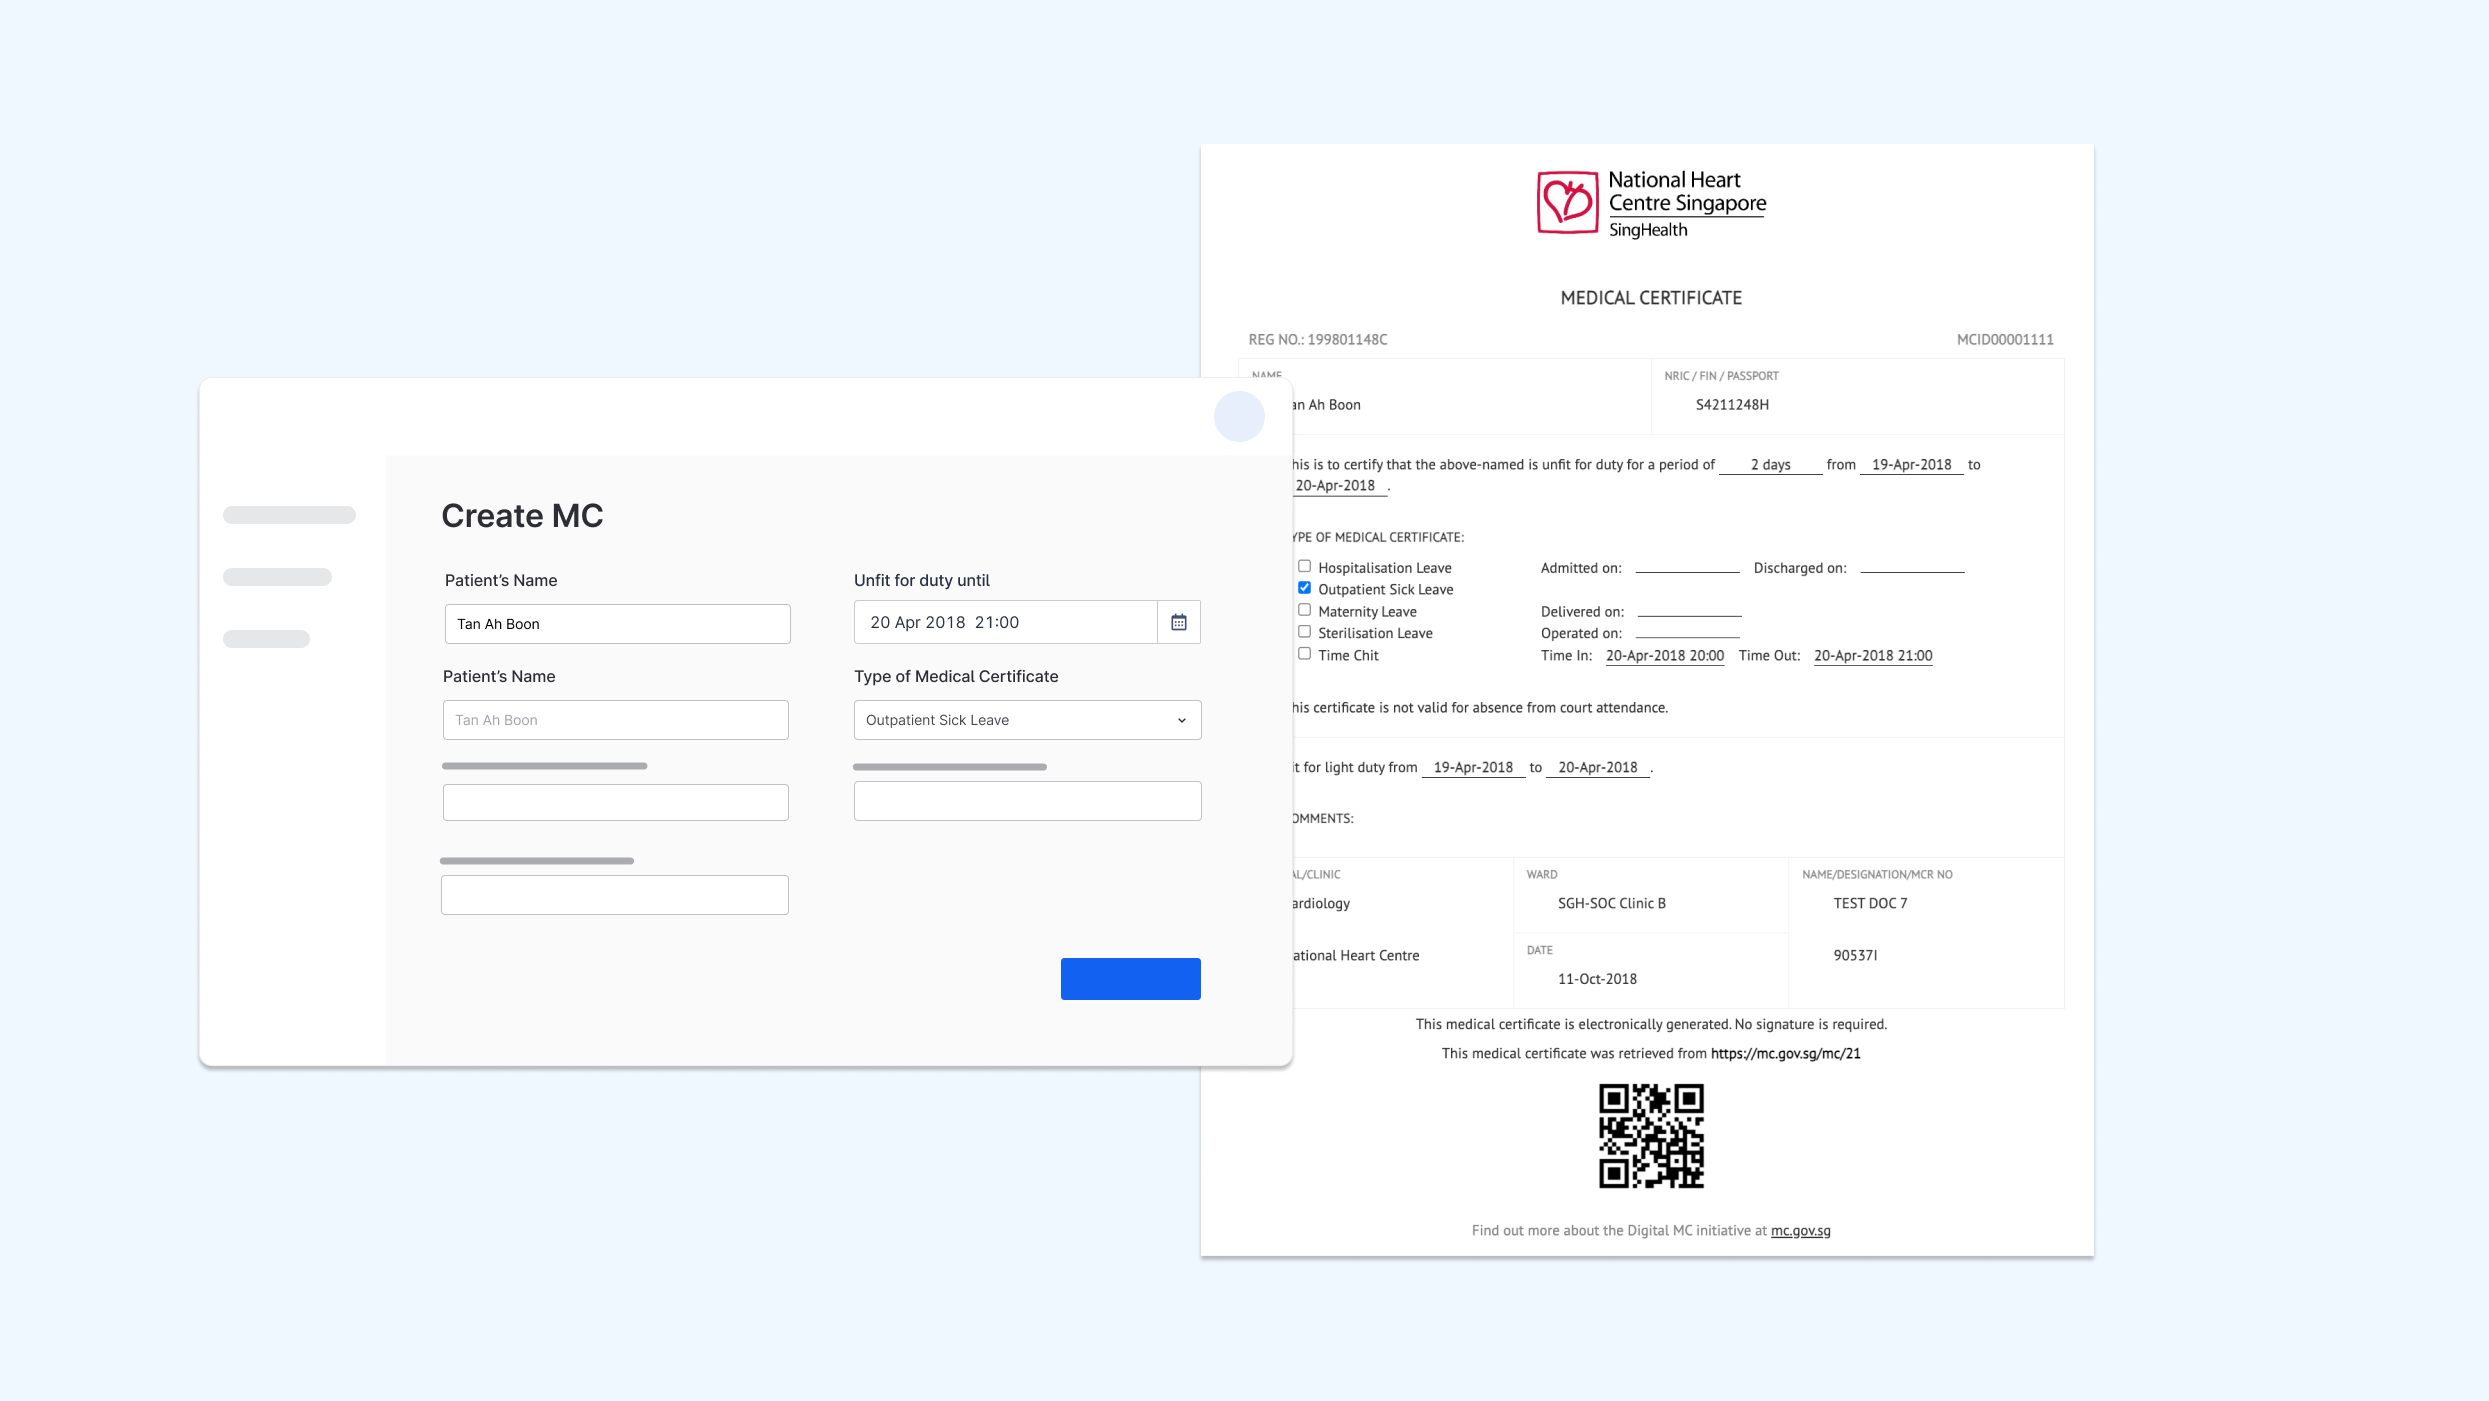 Create MC
Patient's Name
Tan Ah Boon
Unfit for duty until
20 Apr 2018 21:00
Patient's Name
Tan Ah Boon
Type of Medical Certificate
Outpatient Sick Leave
National Heart
Centre Singapore
SingHealth
MEDICAL CERTIFICATE
REG NO.: 199801148C
MCID00001111
NAME
an Ah Boon
NRIC / FIN / PASSPORT
S4211248H
his is to certify that the above-named is unfit for duty for a period of 2 days from 19-Apr-2018 to
20-Apr-2018 .
YPE OF MEDICAL CERTIFICATE:
Hospitalisation Leave Admitted on: Discharged on:
Outpatient Sick Leave
Maternity Leave Delivered on:
Sterilisation Leave Operated on:
Time Chit Time In: 20-Apr-2018 20:00 Time Out: 20-Apr-2018 21:00
his certificate is not valid for absence from court attendance.
it for light duty from 19-Apr-2018 to 20-Apr-2018 .
OMMENTS:
AL/CLINIC
ardiology
ational Heart Centre
WARD
SGH-SOC Clinic B
DATE
11-Oct-2018
NAME/DESIGNATION/MCR NO
TEST DOC 7
90537I
This medical certificate is electronically generated. No signature is required.
This medical certificate was retrieved from https://mc.gov.sg/mc/21
Find out more about the Digital MC initiative at mc.gov.sg